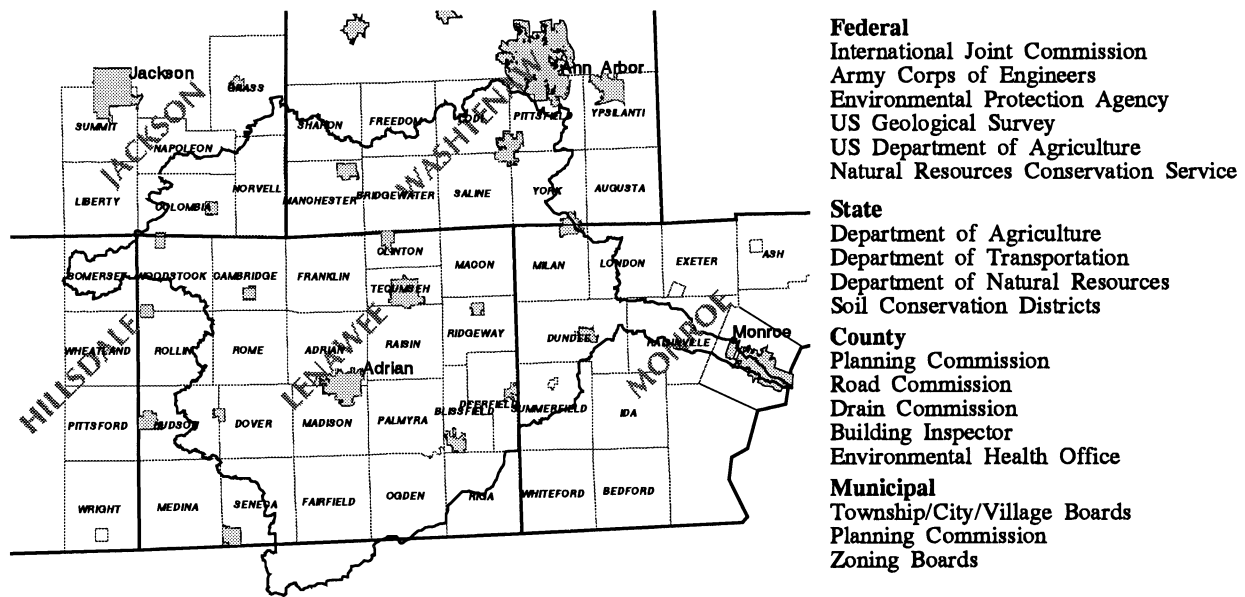 Jackson
GRASS
Ann Arbor
SUMMIT
JACKSON
NAPOLEON
SHARON
FREEDOM
LODI
WASHTENAW
PITTSFIELD
YPSILANTI
LIBERTY
COLOMBIA
NORVELL
MANCHESTER
BRIDGEWATER
SALINE
YORK
AUGUSTA
SOMERSET
WOODSTOOK
CAMBRIDGE
FRANKLIN
CLINTON
TECUMSEH
MACON
MILAN
LONDON
EXETER
ASH
HILLSDALE
WHEATLAND
ROLLIN
ROME
LENAWEE
ADRIAN
RAISIN
RIDGEWAY
DUNDEE
MONROE
RAISINVILLE
Monroe
Adrian
PITTSFORD
HUDSON
DOVER
MADISON
PALMYRA
BLISSFIELD
DEERFIELD
SUMMERFIELD
IDA
WRIGHT
MEDINA
SENECA
FAIRFIELD
OGDEN
RIGA
WHITEFORD
BEDFORD
Federal
International Joint Commission
Army Corps of Engineers
Environmental Protection Agency
US Geological Survey
US Department of Agriculture
Natural Resources Conservation Service
State
Department of Agriculture
Department of Transportation
Department of Natural Resources
Soil Conservation Districts
County
Planning Commission
Road Commission
Drain Commission
Building Inspector
Environmental Health Office
Municipal
Township/City/Village Boards
Planning Commission
Zoning Boards